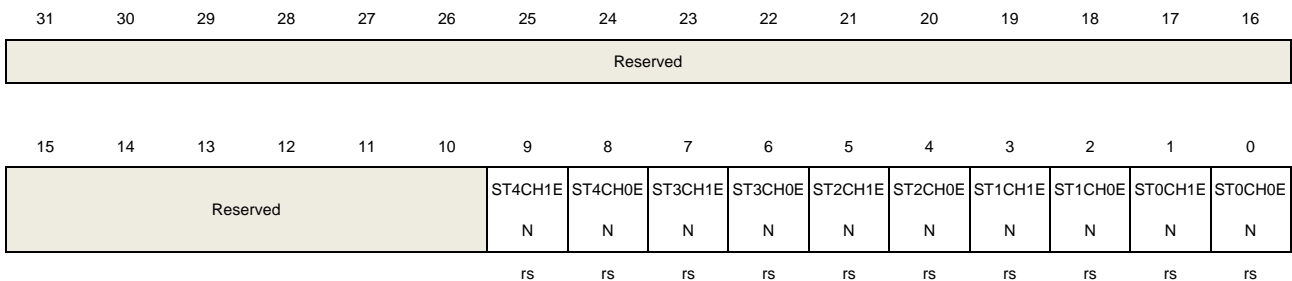 31 30 29 28 27 26 25 24 23 22 21 20 19 18 17 16
Reserved
15 14 13 12 11 10 9 8 7 6 5 4 3 2 1 0
Reserved
ST4CH1E ST4CH0E ST3CH1E ST3CH0E ST2CH1E ST2CH0E ST1CH1E ST1CH0E ST0CH1E ST0CH0E
N N N N N N N N N N
rs rs rs rs rs rs rs rs rs rs